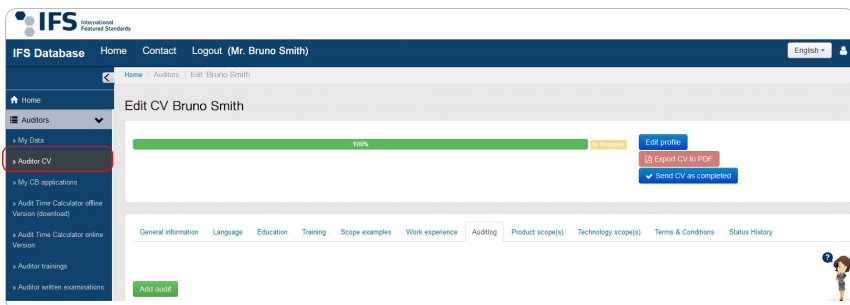 IFS International
Featured Standards
IFS Database Home Contact Logout (Mr. Bruno Smith) English
Home / Auditors / Edit Bruno Smith
Home
Auditors
» My Data
» Auditor CV
» My CB applications
» Audit Time Calculator offline
Version (download)
» Audit Time Calculator online
Version
» Auditor trainings
» Auditor written examinations
Edit CV Bruno Smith
100% In Process
Edit profile
Export CV to PDF
Send CV as completed
General information Language Education Training Scope examples Work experience Auditlog Product scope(s) Technology scope(s) Terms & Conditions Status History
?
Add audit